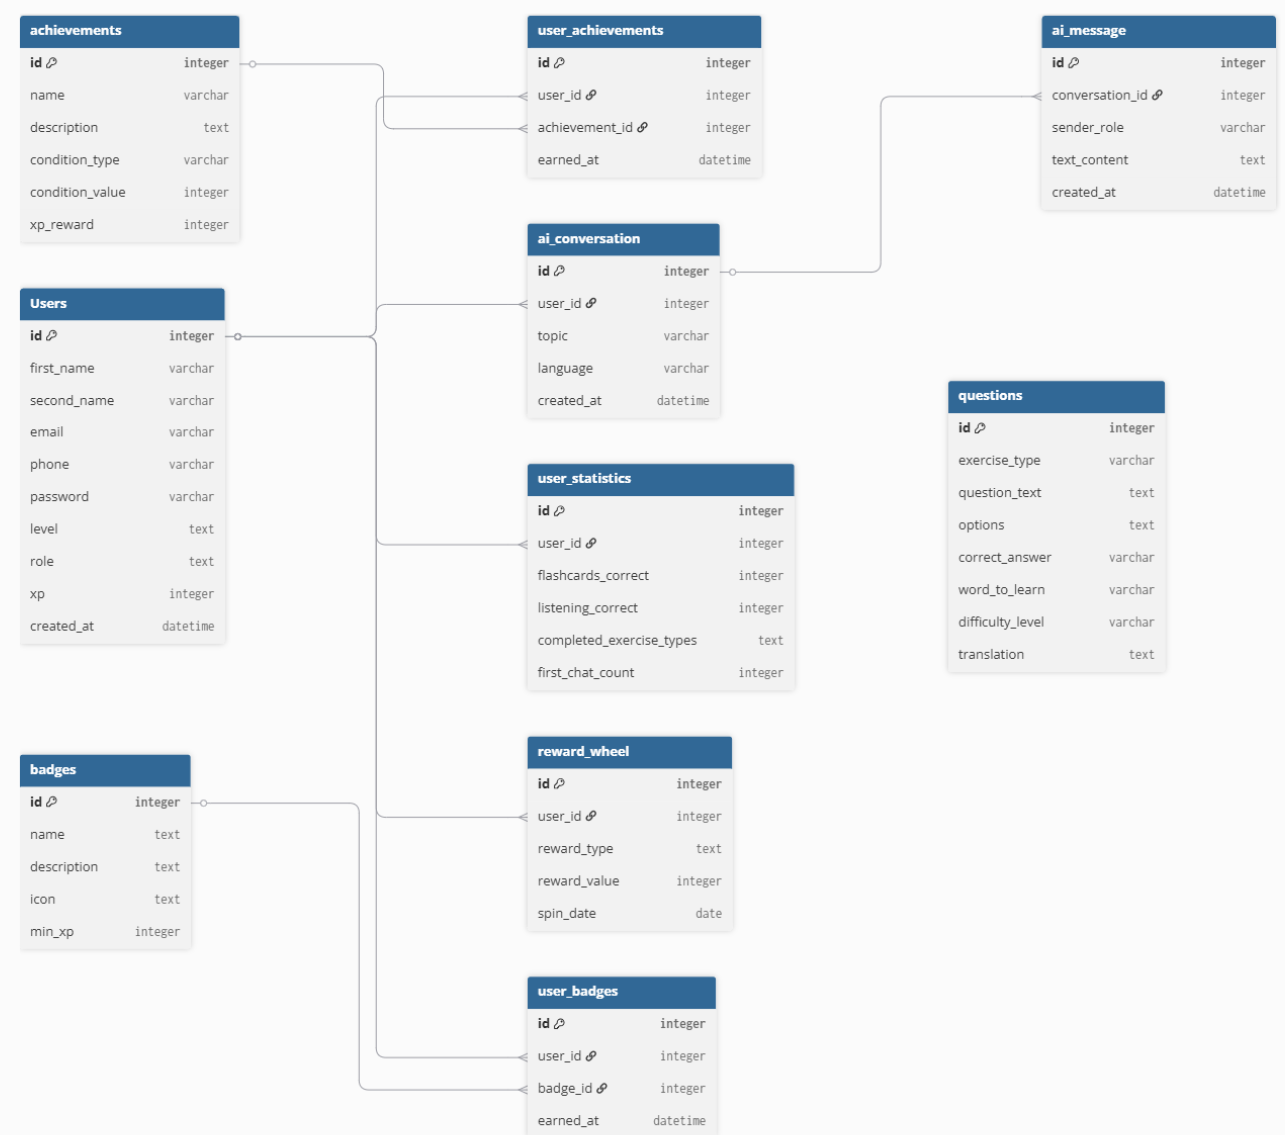 achievements
id integer
name varchar
description text
condition_type varchar
condition_value integer
xp_reward integer
Users
id integer
first_name varchar
second_name varchar
email varchar
phone varchar
password varchar
level text
role text
xp integer
created_at datetime
badges
id integer
name text
description text
icon text
min_xp integer
user_achievements
id integer
user_id integer
achievement_id integer
earned_at datetime
ai_conversation
id integer
user_id integer
topic varchar
language varchar
created_at datetime
user_statistics
id integer
user_id integer
flashcards_correct integer
listening_correct integer
completed_exercise_types text
first_chat_count integer
reward_wheel
id integer
user_id integer
reward_type text
reward_value integer
spin_date date
user_badges
id integer
user_id integer
badge_id integer
earned_at datetime
ai_message
id integer
conversation_id integer
sender_role varchar
text_content text
created_at datetime
questions
id integer
exercise_type varchar
question_text text
options text
correct_answer varchar
word_to_learn varchar
difficulty_level varchar
translation text